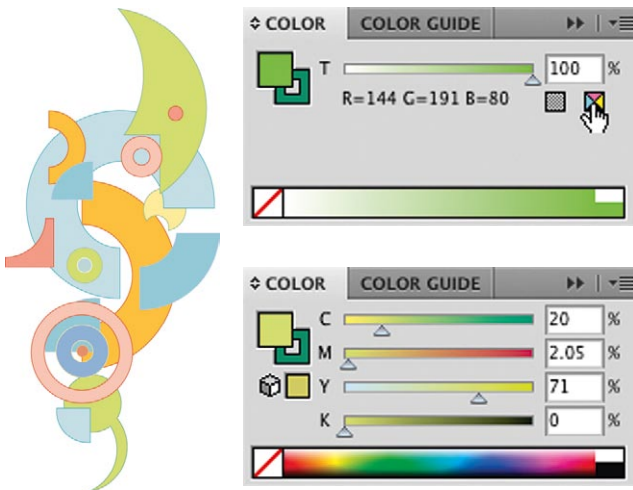 COLOR COLOR GUIDE
T 100 %
R=144 G=191 B=80
COLOR COLOR GUIDE
C 20 %
M 2.05 %
Y 71 %
K 0 %